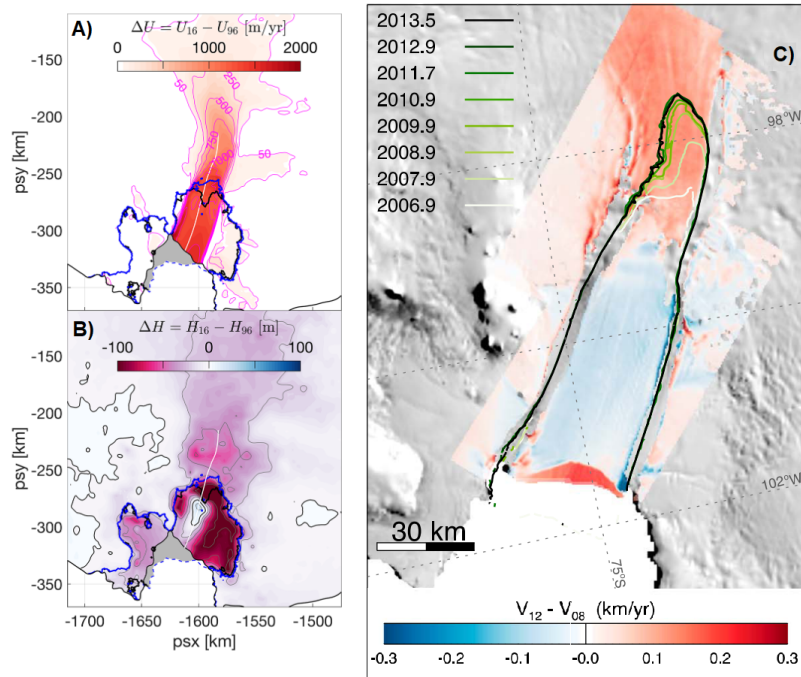 A)
ΔU = U₁₆ − U₉₆ [m/yr]
0 1000 2000
-150
-200
-250
-300
-350
psy [km]
50
250
500
750
1000
50
50
B)
ΔH = H₁₆ − H₉₆ [m]
-100 0 100
-200
-250
-300
-350
psy [km]
-1700 -1650 -1600 -1550 -1500
psx [km]
C)
2013.5
2012.9
2011.7
2010.9
2009.9
2008.9
2007.9
2006.9
98°W
102°W
75°S
30 km
V₁₂ - V₀₈ (km/yr)
-0.3 -0.2 -0.1 -0.0 0.1 0.2 0.3